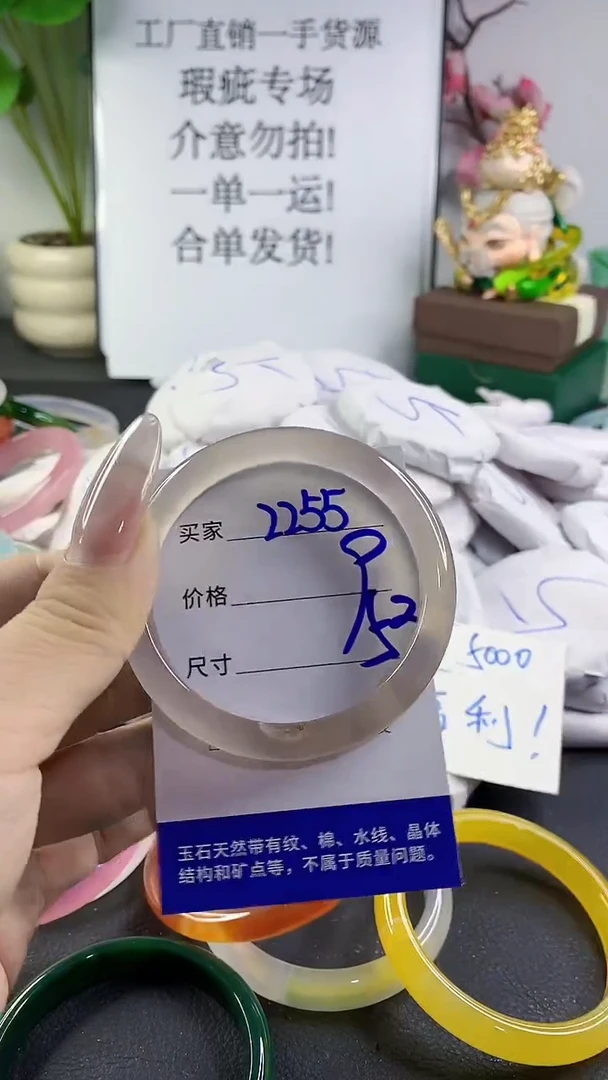 工厂直销一手货源
瑕疵专场
介意勿拍!
一单一运!
合单发货!
买家 2255
价格
尺寸 52
5000
利!
玉石天然带有纹、棉、水线、晶体
结构和矿点等，不属于质量问题。